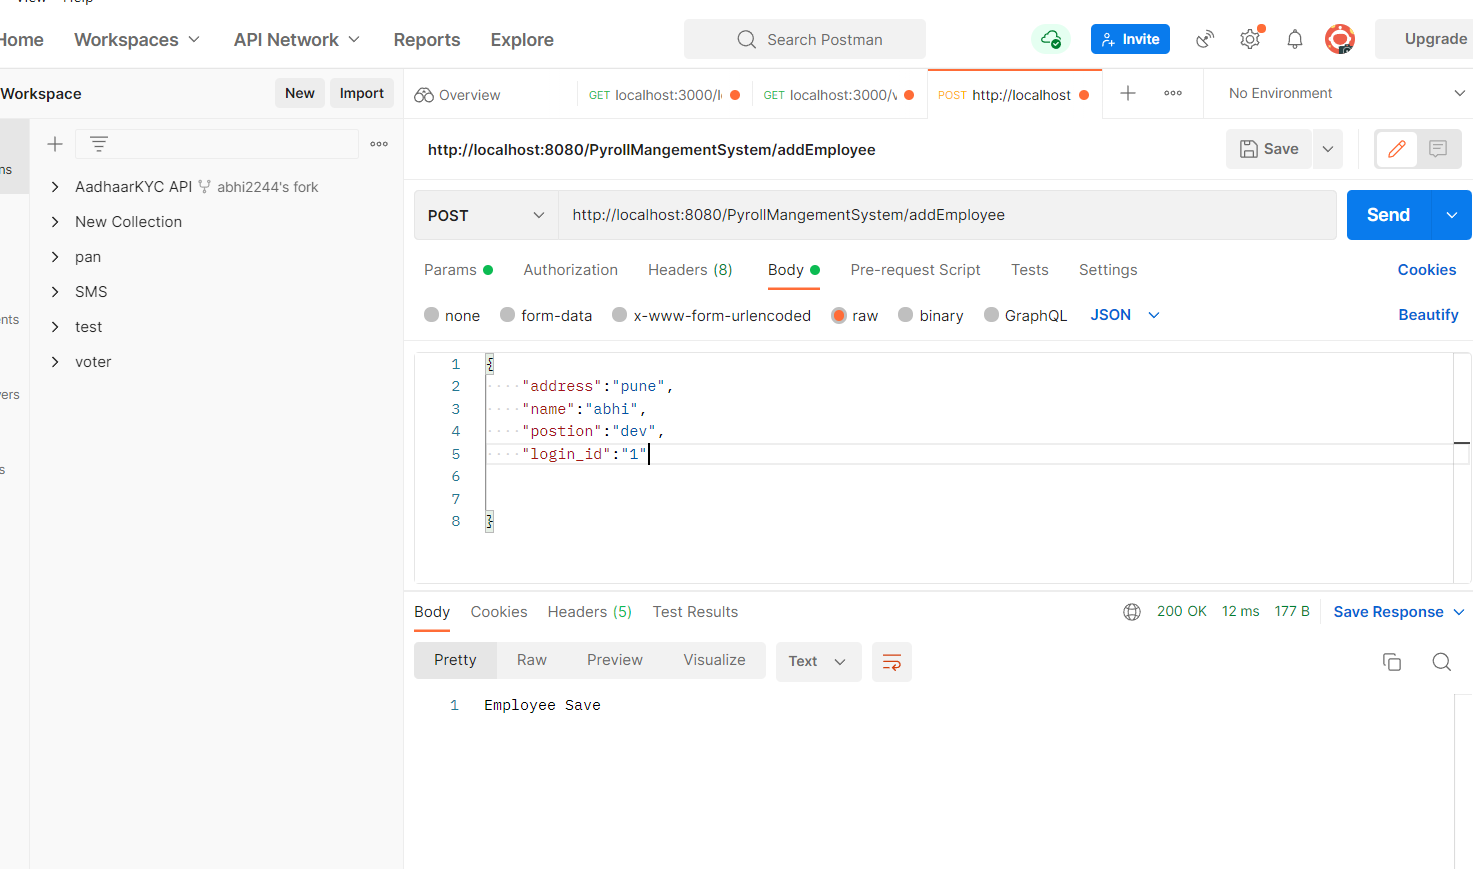 View Help
Home Workspaces API Network Reports Explore Search Postman Invite Upgrade
Workspace New Import Overview GET localhost:3000/l GET localhost:3000/v POST http://localhost No Environment
http://localhost:8080/PyrollMangementSystem/addEmployee Save
ns
AadhaarKYC API abhi2244's fork
New Collection
pan
SMS
test
voter
nts
ers
s
POST http://localhost:8080/PyrollMangementSystem/addEmployee Send
Params Authorization Headers (8) Body Pre-request Script Tests Settings Cookies
none form-data x-www-form-urlencoded raw binary GraphQL JSON Beautify
1 {
2 "address":"pune",
3 "name":"abhi",
4 "postion":"dev",
5 "login_id":"1"
6
7
8 }
Body Cookies Headers (5) Test Results 200 OK 12 ms 177 B Save Response
Pretty Raw Preview Visualize Text
1 Employee Save